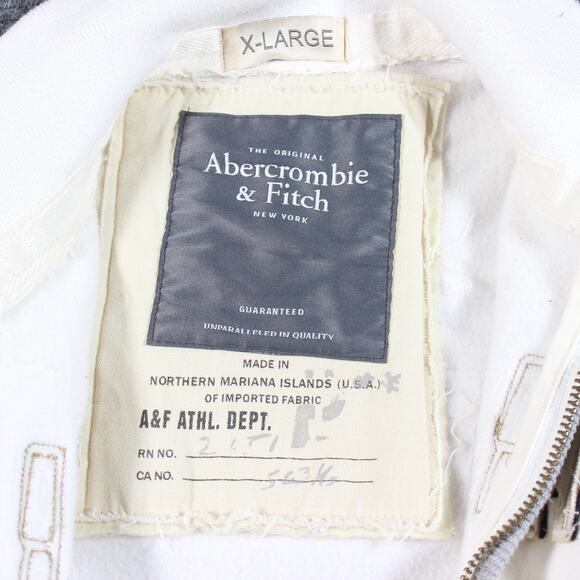 X-LARGE
THE ORIGINAL
Abercrombie
& Fitch
NEW YORK
GUARANTEED
UNPARALLELED IN QUALITY
MADE IN
NORTHERN MARIANA ISLANDS (U.S.A.)
OF IMPORTED FABRIC
A&F ATHL. DEPT.
RN NO.
CA NO.